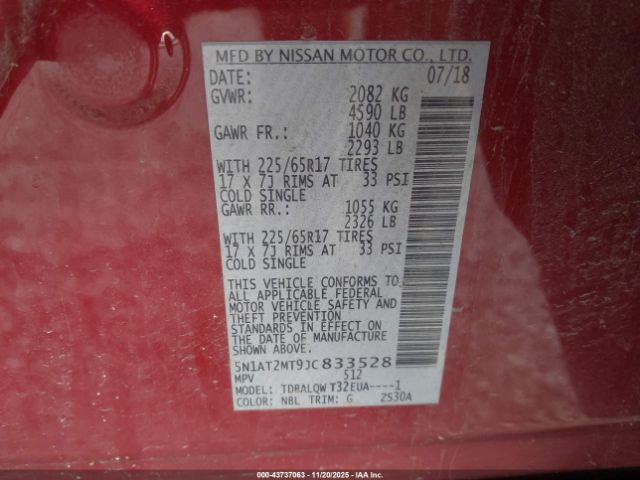 MFD BY NISSAN MOTOR CO., LTD.
DATE: 07/18
GVWR: 2082 KG
4590 LB
GAWR FR.: 1040 KG
2293 LB
WITH 225/65R17 TIRES
17 X 7J RIMS AT 33 PSI
COLD SINGLE
GAWR RR.: 1055 KG
2326 LB
WITH 225/65R17 TIRES
17 X 7J RIMS AT 33 PSI
COLD SINGLE
THIS VEHICLE CONFORMS TO
ALL APPLICABLE FEDERAL
MOTOR VEHICLE SAFETY AND
THEFT PREVENTION
STANDARDS IN EFFECT ON
THE DATE OF MANUFACTURE
SHOWN ABOVE.
5N1AT2MT9JC833528
MPV 512
MODEL: TDBALQWT32EUA----1
COLOR: NBL TRIM: G 2S30A
000-43737063 - 11/20/2025 - IAA Corp.